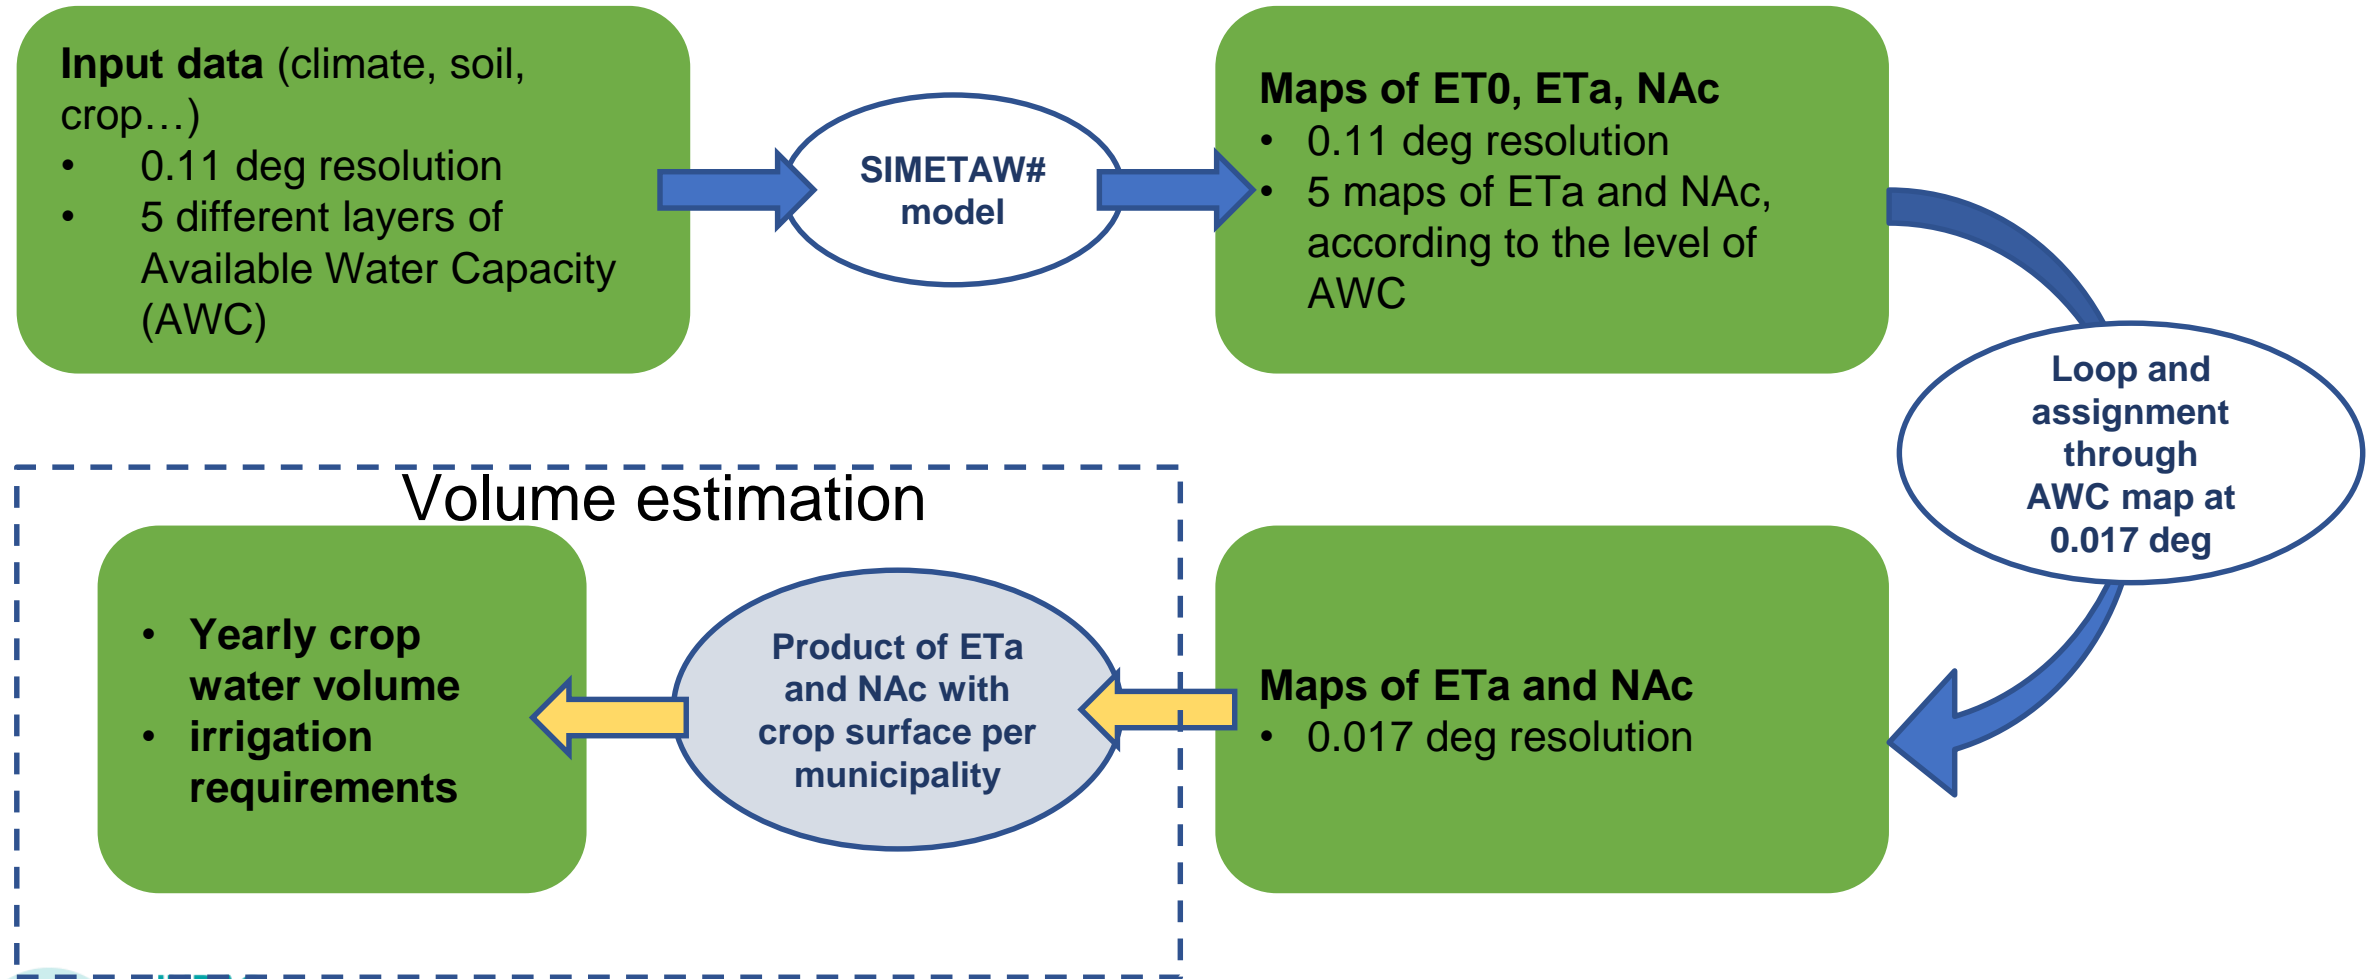 Input data (climate, soil,
crop…)
• 0.11 deg resolution
• 5 different layers of
Available Water Capacity
(AWC)
SIMETAW#
model
Maps of ET0, ETa, NAc
• 0.11 deg resolution
• 5 maps of ETa and NAc,
according to the level of
AWC
Loop and
assignment
through
AWC map at
0.017 deg
Maps of ETa and NAc
• 0.017 deg resolution
Volume estimation
Product of ETa
and NAc with
crop surface per
municipality
• Yearly crop
water volume
• irrigation
requirements